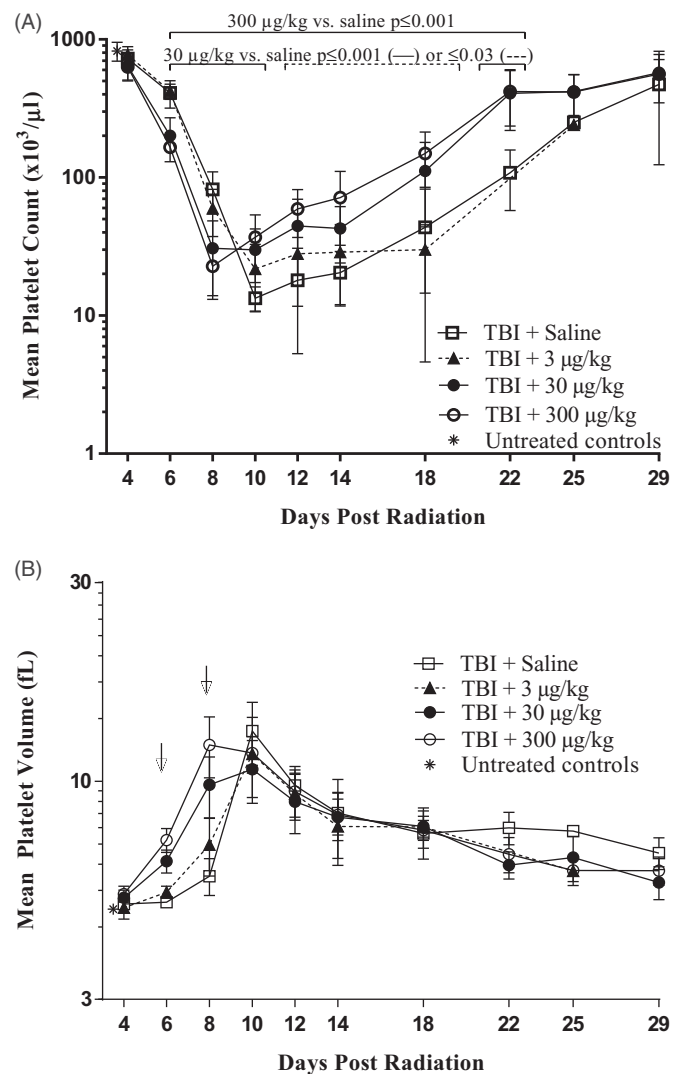 (A)
300 µg/kg vs. saline p≤0.001
30 µg/kg vs. saline p≤0.001 (—) or ≤0.03 (---)
Mean Platelet Count (x10³/µl)
1000
100
10
1
TBI + Saline
TBI + 3 µg/kg
TBI + 30 µg/kg
TBI + 300 µg/kg
Untreated controls
4 6 8 10 12 14 18 22 25 29
Days Post Radiation
(B)
Mean Platelet Volume (fL)
30
10
3
TBI + Saline
TBI + 3 µg/kg
TBI + 30 µg/kg
TBI + 300 µg/kg
Untreated controls
4 6 8 10 12 14 18 22 25 29
Days Post Radiation